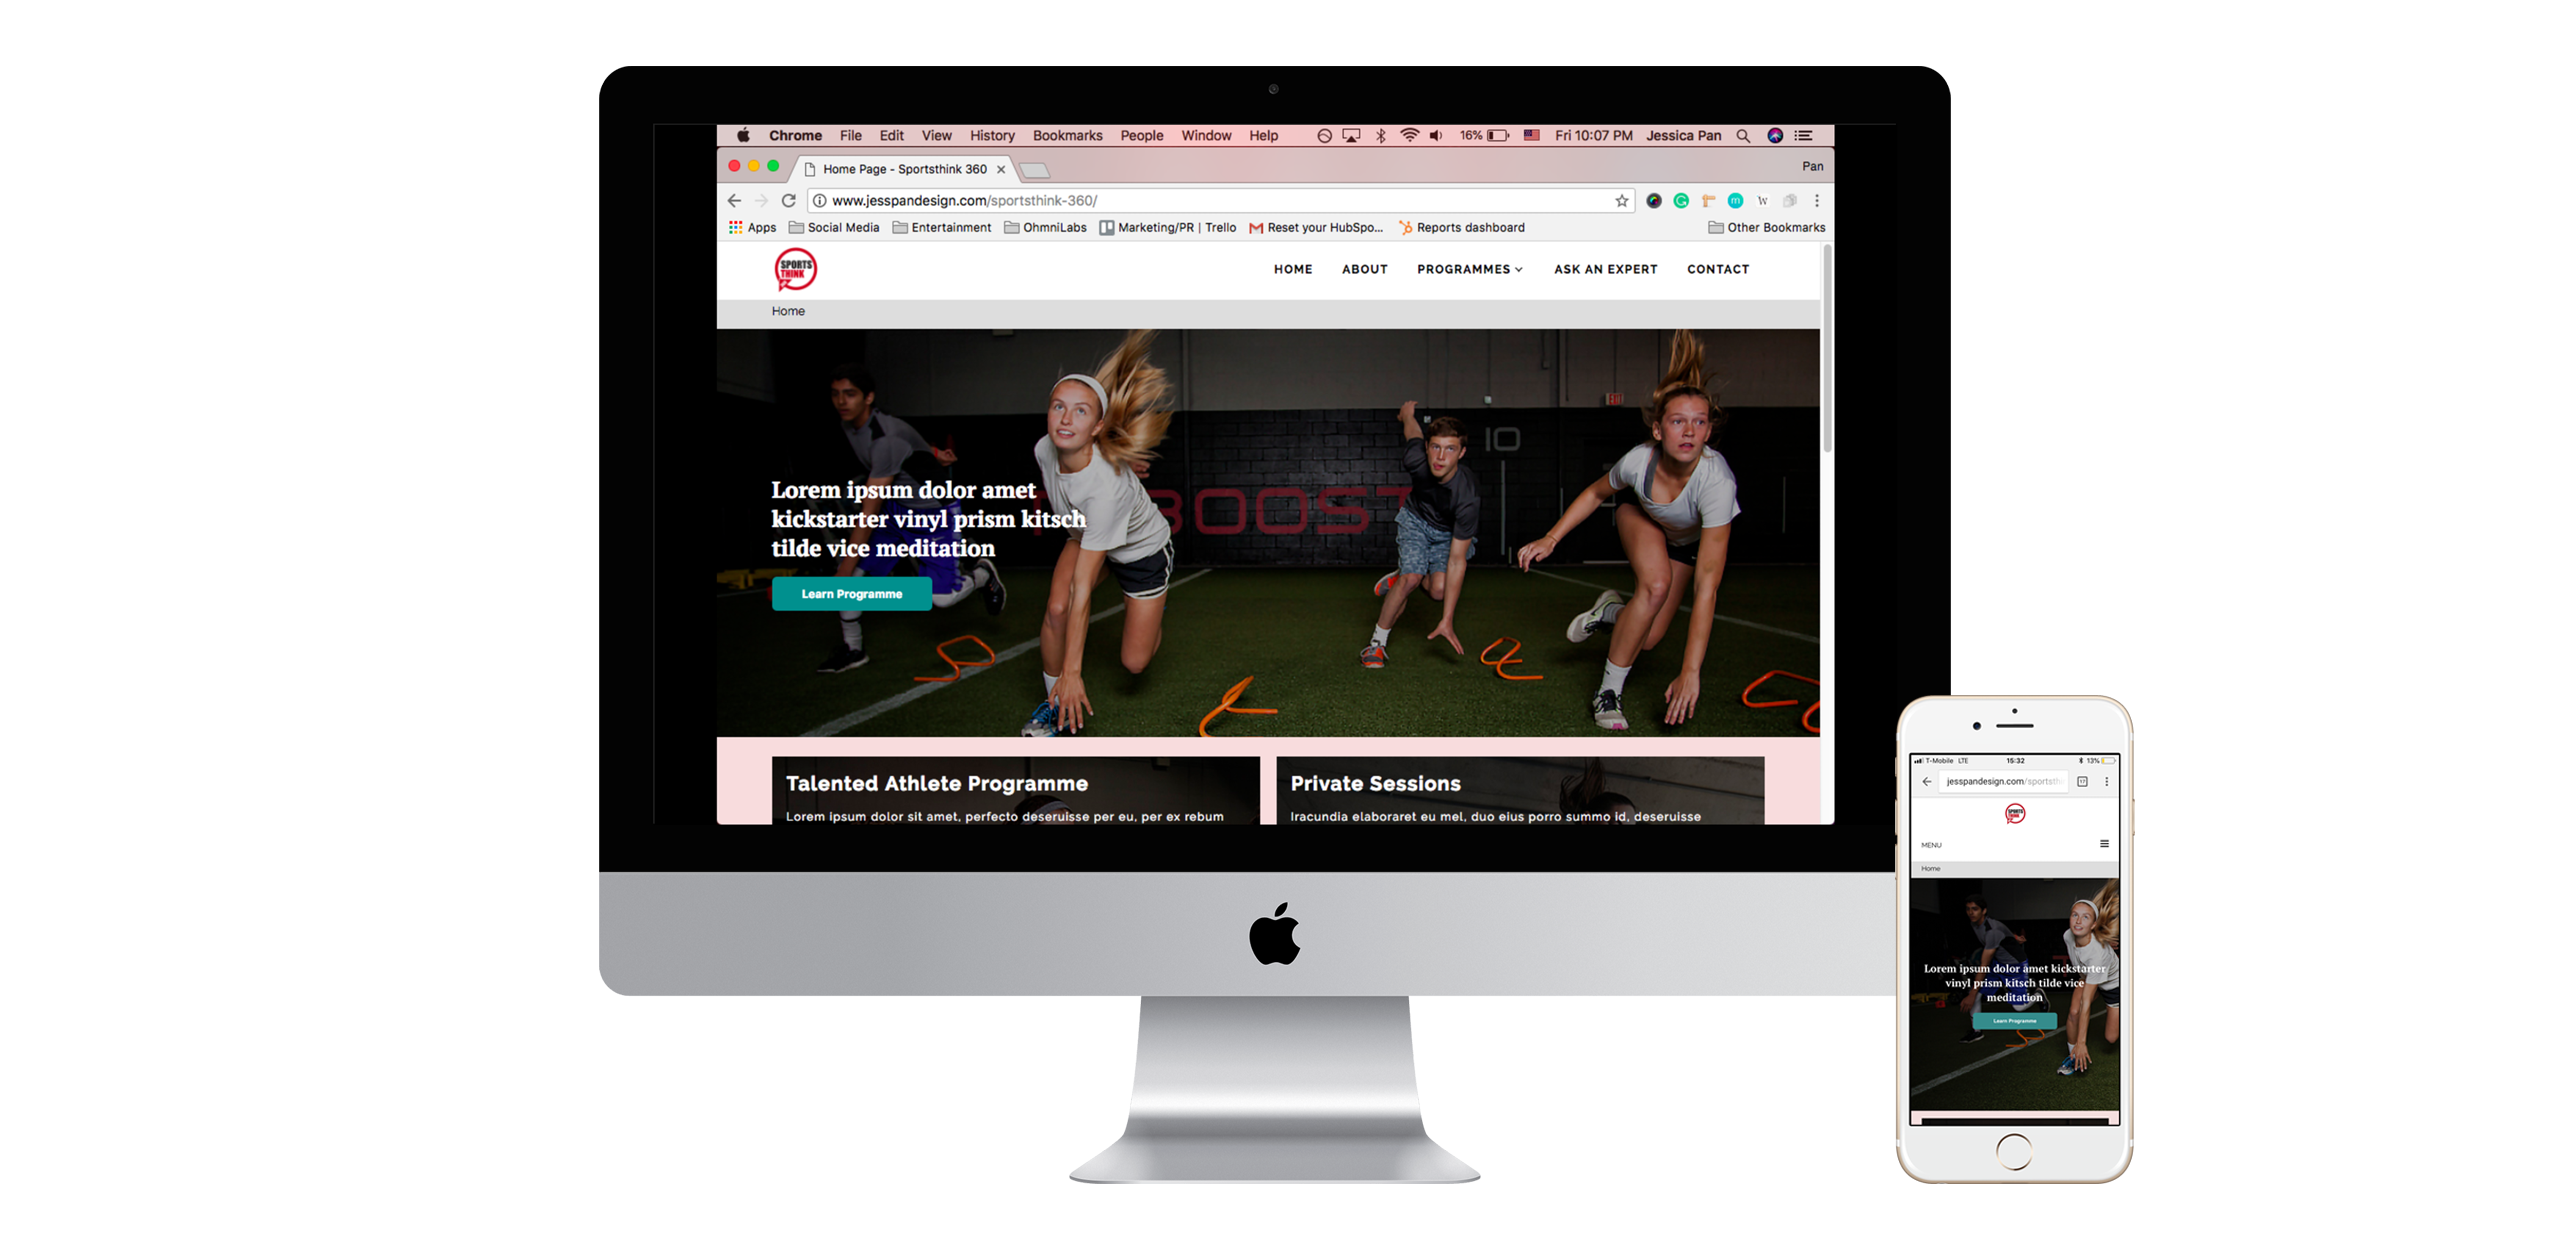 Chrome File Edit View History Bookmarks People Window Help 16% Fri 10:07 PM Jessica Pan
Home Page - Sportsthink 360 Pan
www.jesspandesign.com/sportsthink-360/
Apps Social Media Entertainment OhmniLabs Marketing/PR | Trello Reset your HubSpo... Reports dashboard Other Bookmarks
SPORTS
THINK
HOME ABOUT PROGRAMMES ASK AN EXPERT CONTACT
Home
10
BOOST
Lorem ipsum dolor amet
kickstarter vinyl prism kitsch
tilde vice meditation
Learn Programme
Talented Athlete Programme
Lorem ipsum dolor sit amet, perfecto deseruisse per eu, per ex rebum
Private Sessions
Iracundia elaboraret eu mel, duo eius porro summo id, deseruisse
T-Mobile LTE 15:32 13%
jesspandesign.com/sportsth
SPORTS
THINK
MENU
Home
Lorem ipsum dolor amet kickstarter
vinyl prism kitsch tilde vice
meditation
Learn Programme